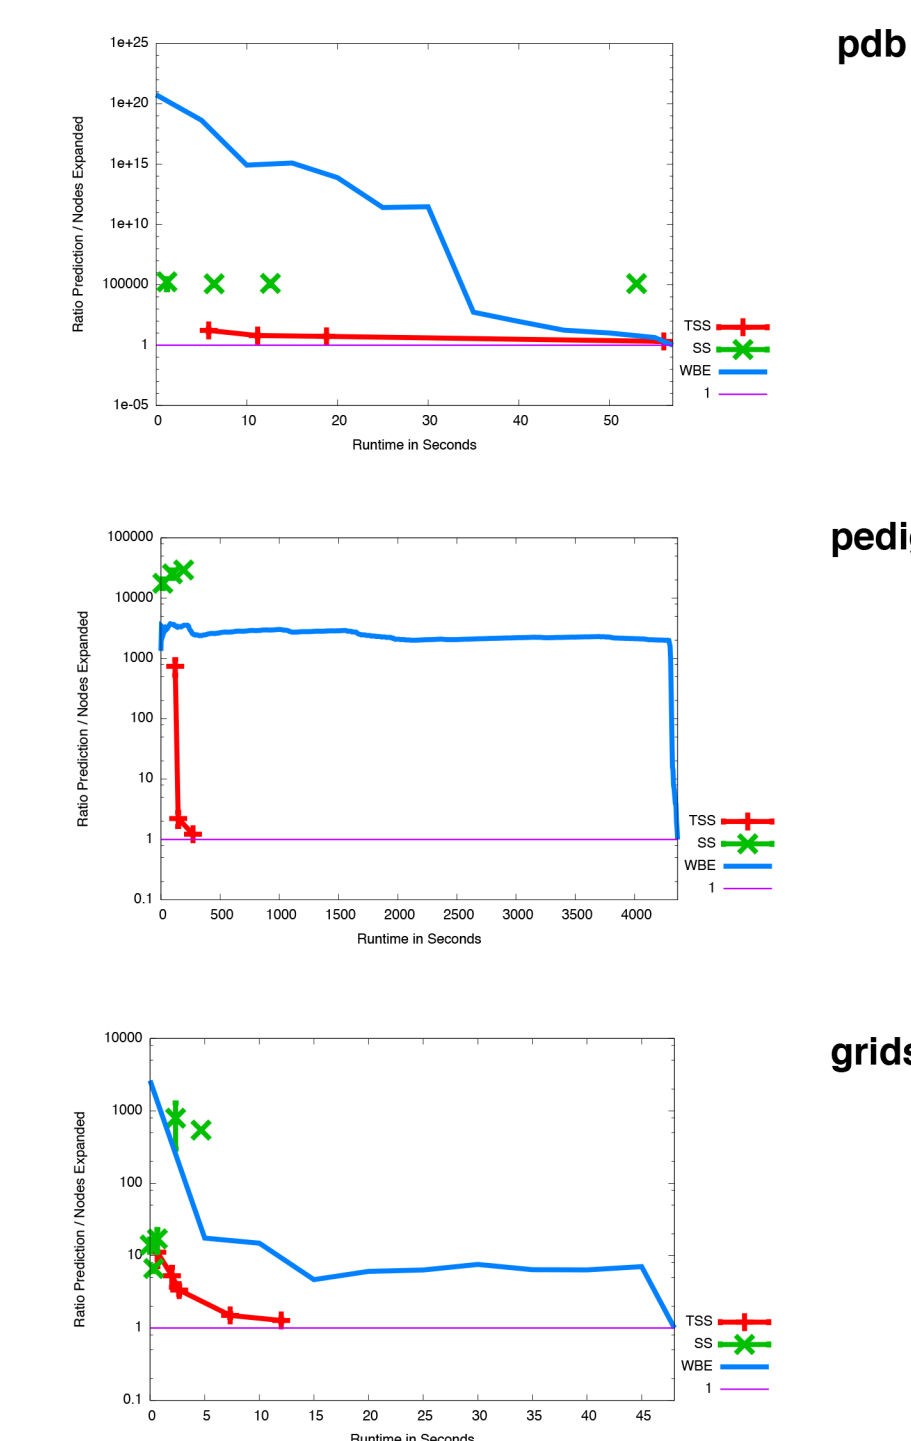 pdb
1e+25
1e+20
1e+15
1e+10
100000
1
1e-05
Ratio Prediction / Nodes Expanded
0 10 20 30 40 50
Runtime in Seconds
TSS
SS
WBE
1
pedig
100000
10000
1000
100
10
1
0.1
Ratio Prediction / Nodes Expanded
0 500 1000 1500 2000 2500 3000 3500 4000
Runtime in Seconds
TSS
SS
WBE
1
grids
10000
1000
100
10
1
0.1
Ratio Prediction / Nodes Expanded
0 5 10 15 20 25 30 35 40 45
Runtime in Seconds
TSS
SS
WBE
1